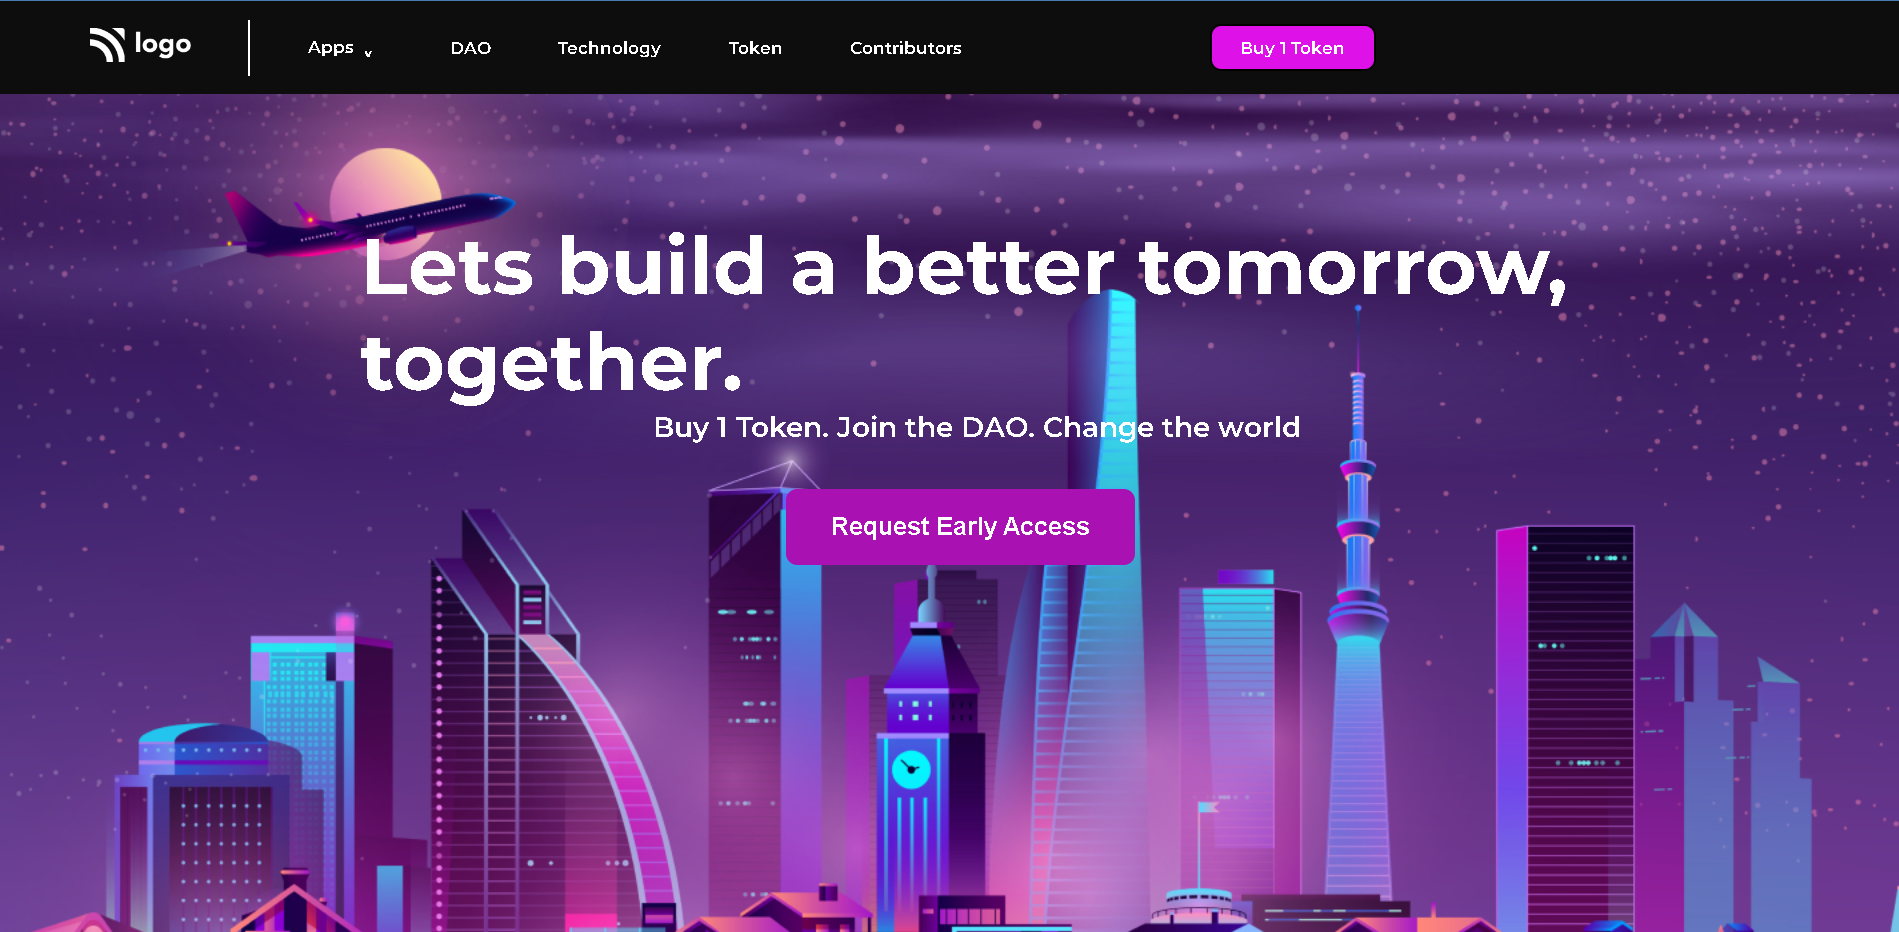 logo
Apps v
DAO
Technology
Token
Contributors
Buy 1 Token
Lets build a better tomorrow,
together.
Buy 1 Token. Join the DAO. Change the world
Request Early Access